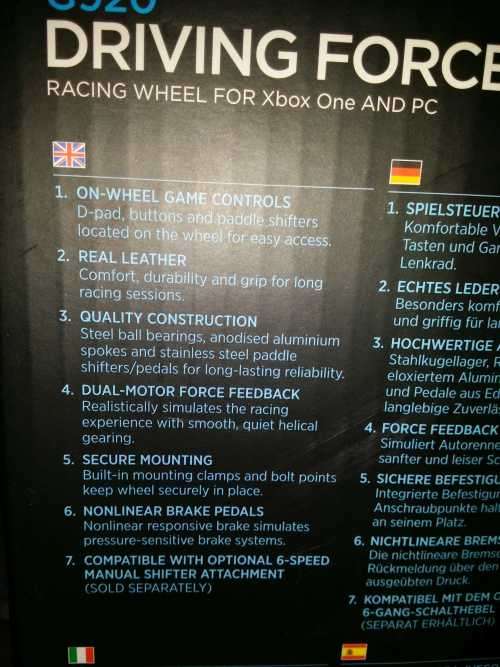 G920
DRIVING FORCE
RACING WHEEL FOR Xbox One AND PC
1. ON-WHEEL GAME CONTROLS
D-pad, buttons and paddle shifters
located on the wheel for easy access.
2. REAL LEATHER
Comfort, durability and grip for long
racing sessions.
3. QUALITY CONSTRUCTION
Steel ball bearings, anodised aluminium
spokes and stainless steel paddle
shifters/pedals for long-lasting reliability.
4. DUAL-MOTOR FORCE FEEDBACK
Realistically simulates the racing
experience with smooth, quiet helical
gearing.
5. SECURE MOUNTING
Built-in mounting clamps and bolt points
keep wheel securely in place.
6. NONLINEAR BRAKE PEDALS
Nonlinear responsive brake simulates
pressure-sensitive brake systems.
7. COMPATIBLE WITH OPTIONAL 6-SPEED
MANUAL SHIFTER ATTACHMENT
(SOLD SEPARATELY)
1. SPIELSTEUER
Komfortable
Tasten und Gan
Lenkrad.
2. ECHTES LEDER
Besonders komf
und griffig für la
3. HOCHWERTIGE
Stahlkugellager,
eloxiertem Alumin
und Pedale aus Ed
langlebige Zuverlä
4. FORCE FEEDBACK
Simuliert Autorenne
sanfter und leiser Sc
5. SICHERE BEFESTIGU
Integrierte Befestigun
Anschraubpunkte halt
an seinem Platz.
6. NICHTLINEARE BREMS
Die nichtlineare Brems
Rückmeldung über den
ausgeübten Druck.
7. KOMPATIBEL MIT DEM O
6-GANG-SCHALTHEBEL
(SEPARAT ERHÄLTLICH)